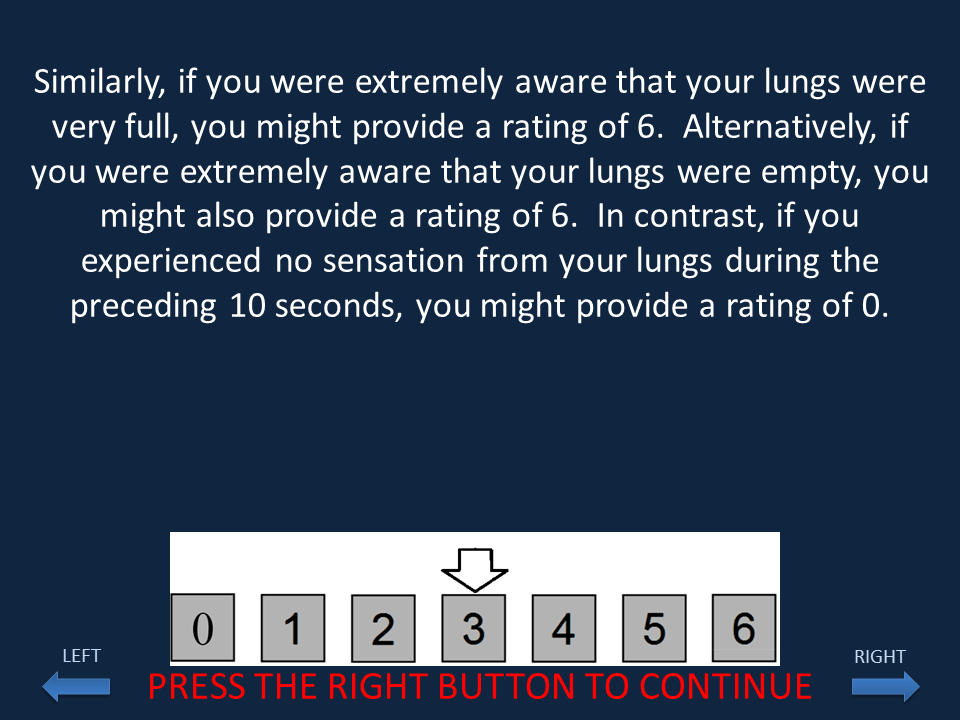 Similarly, if you were extremely aware that your lungs were
very full, you might provide a rating of 6.  Alternatively, if
you were extremely aware that your lungs were empty, you
might also provide a rating of 6.  In contrast, if you
experienced no sensation from your lungs during the
preceding 10 seconds, you might provide a rating of 0.
0 1 2 3 4 5 6
LEFT
RIGHT
PRESS THE RIGHT BUTTON TO CONTINUE